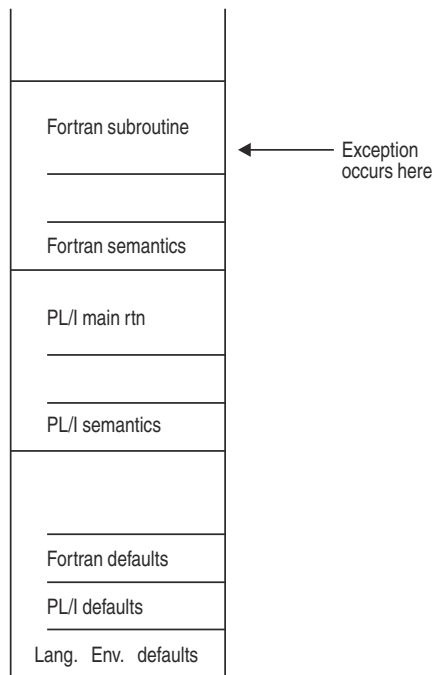 Fortran subroutine
Exception
occurs here
Fortran semantics
PL/I main rtn
PL/I semantics
Fortran defaults
PL/I defaults
Lang. Env. defaults